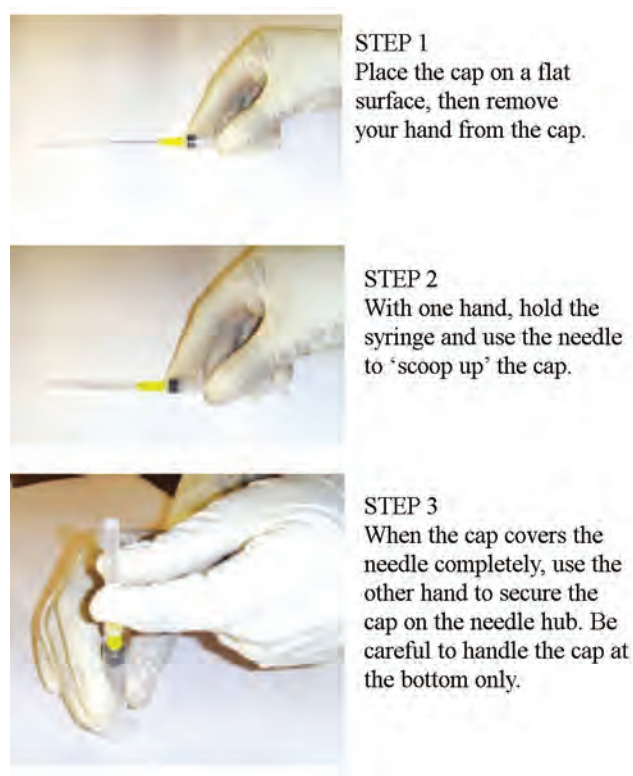 STEP 1
Place the cap on a flat
surface, then remove
your hand from the cap.
STEP 2
With one hand, hold the
syringe and use the needle
to ‘scoop up’ the cap.
STEP 3
When the cap covers the
needle completely, use the
other hand to secure the
cap on the needle hub. Be
careful to handle the cap at
the bottom only.